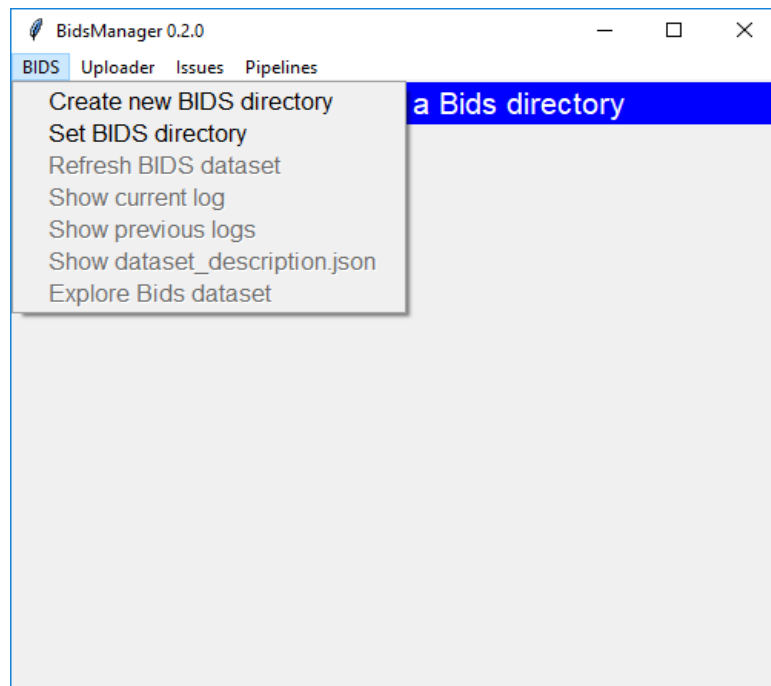 BidsManager 0.2.0
BIDS Uploader Issues Pipelines
Create new BIDS directory
a Bids directory
Set BIDS directory
Refresh BIDS dataset
Show current log
Show previous logs
Show dataset_description.json
Explore Bids dataset